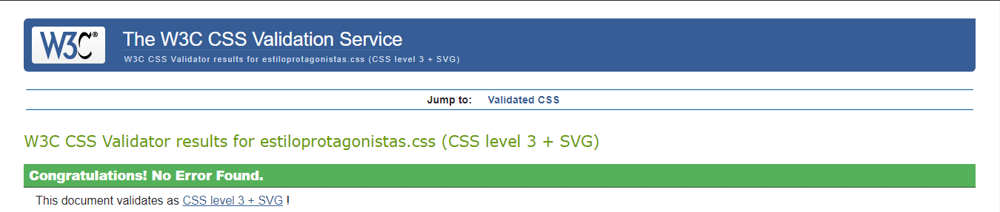 W3C®
The W3C CSS Validation Service
W3C CSS Validator results for estiloprotagonistas.css (CSS level 3 + SVG)
Jump to: Validated CSS
W3C CSS Validator results for estiloprotagonistas.css (CSS level 3 + SVG)
Congratulations! No Error Found.
This document validates as CSS level 3 + SVG !